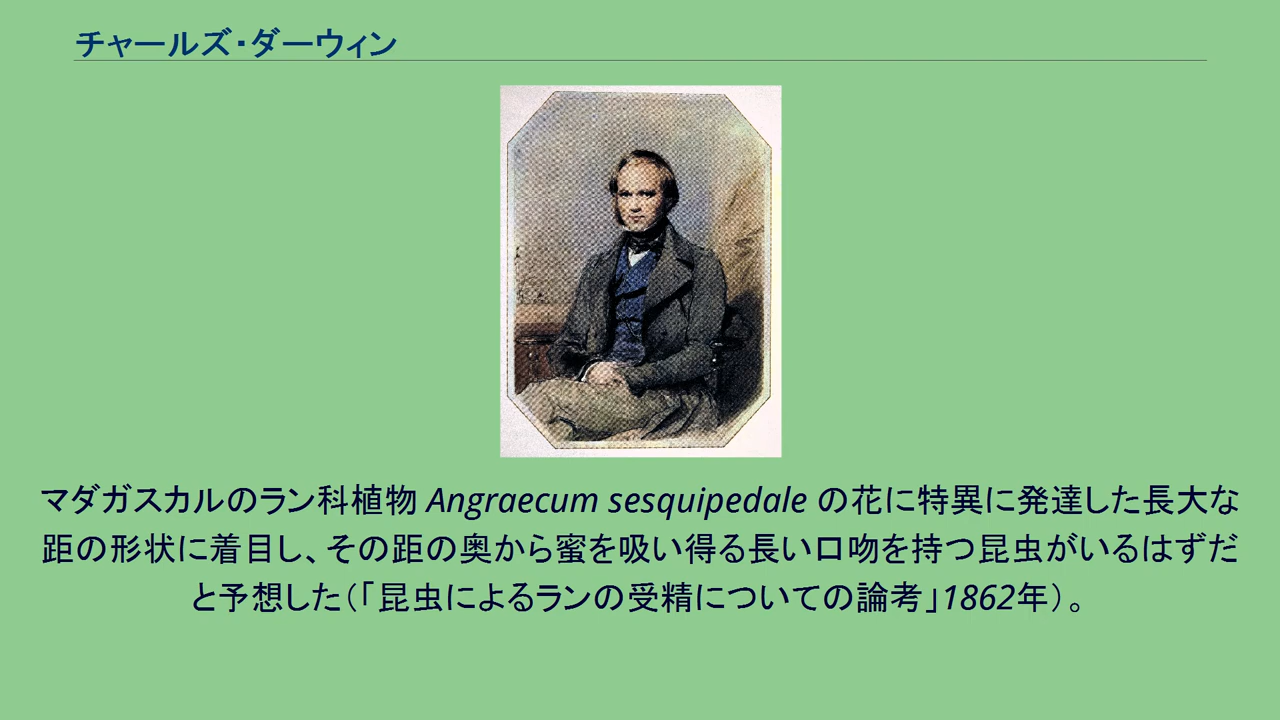 チャールズ・ダーウィン
マダガスカルのラン科植物 Angraecum sesquipedale の花に特異に発達した長大な
距の形状に着目し、その距の奥から蜜を吸い得る長い口吻を持つ昆虫がいるはずだ
と予想した(「昆虫によるランの受精についての論考」1862年)。